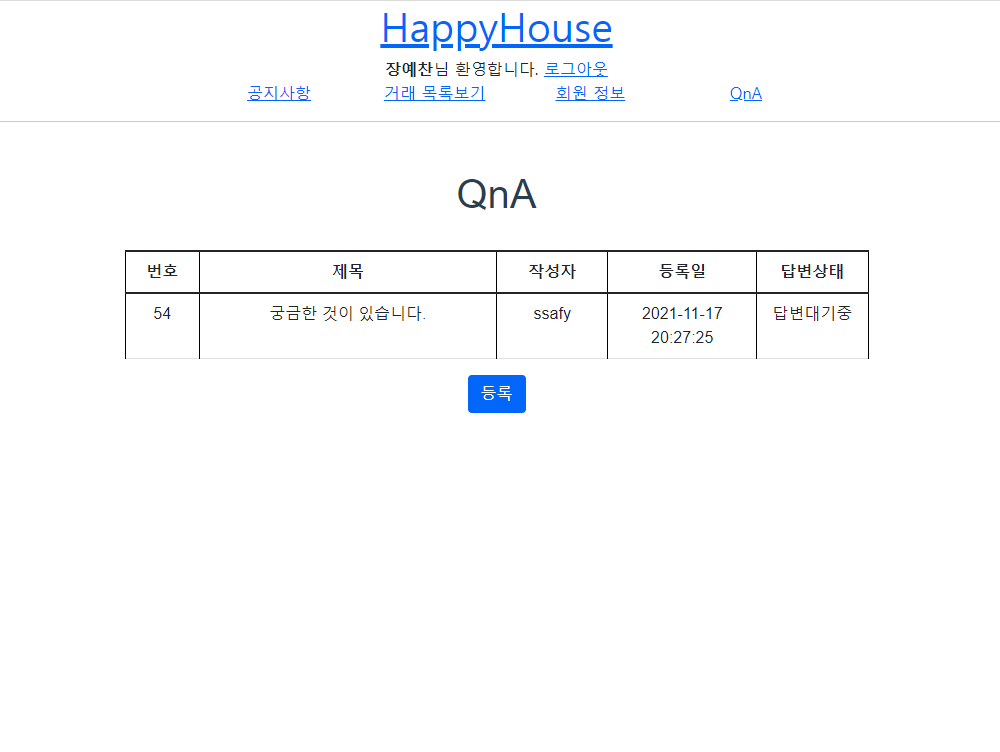 HappyHouse
장예찬님 환영합니다. 로그아웃
공지사항 거래 목록보기 회원 정보 QnA
QnA
번호 제목 작성자 등록일 답변상태
54 궁금한 것이 있습니다. ssafy 2021-11-17 답변대기중
20:27:25
등록